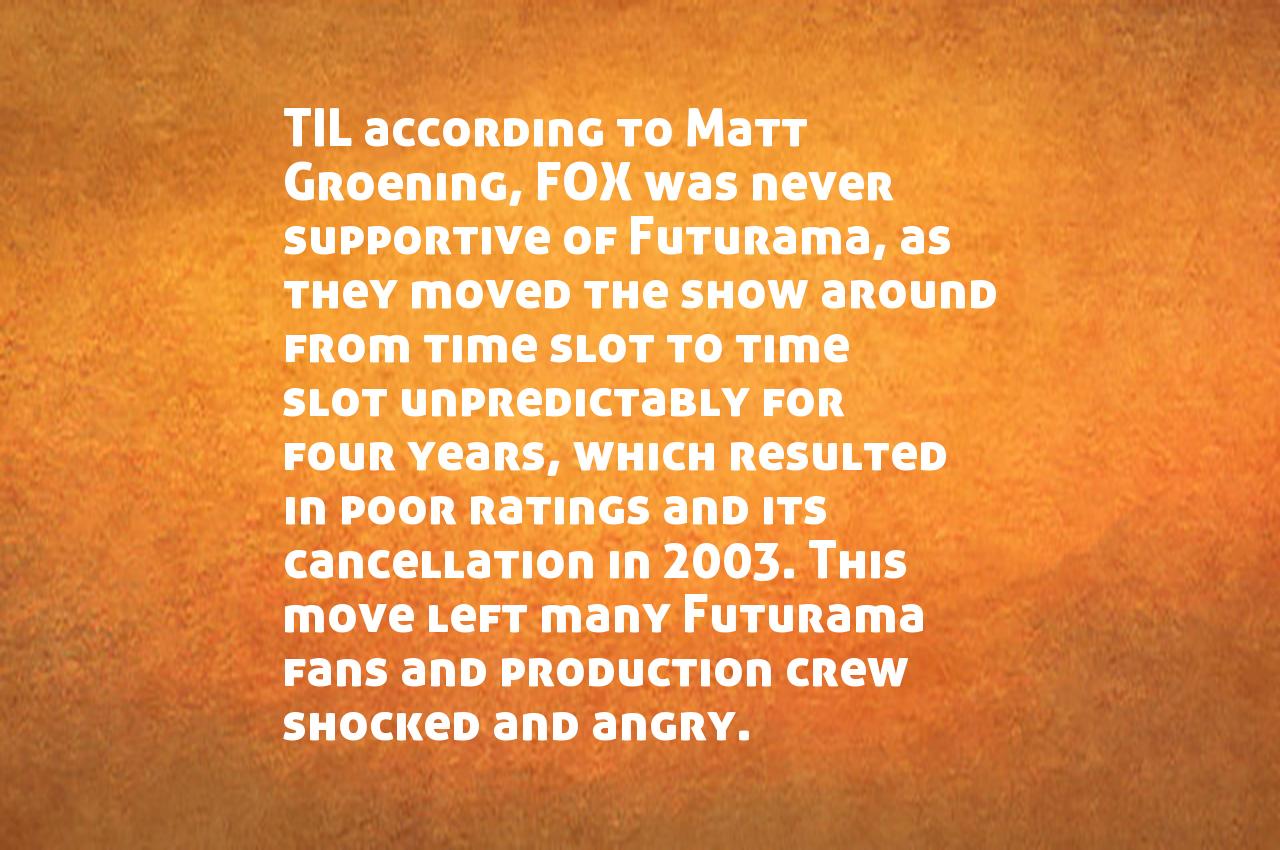 TIL according to Matt
Groening, FOX was never
supportive of Futurama, as
they moved the show around
from time slot to time
slot unpredictably for
four years, which resulted
in poor ratings and its
cancellation in 2003. This
move left many Futurama
fans and production crew
shocked and angry.